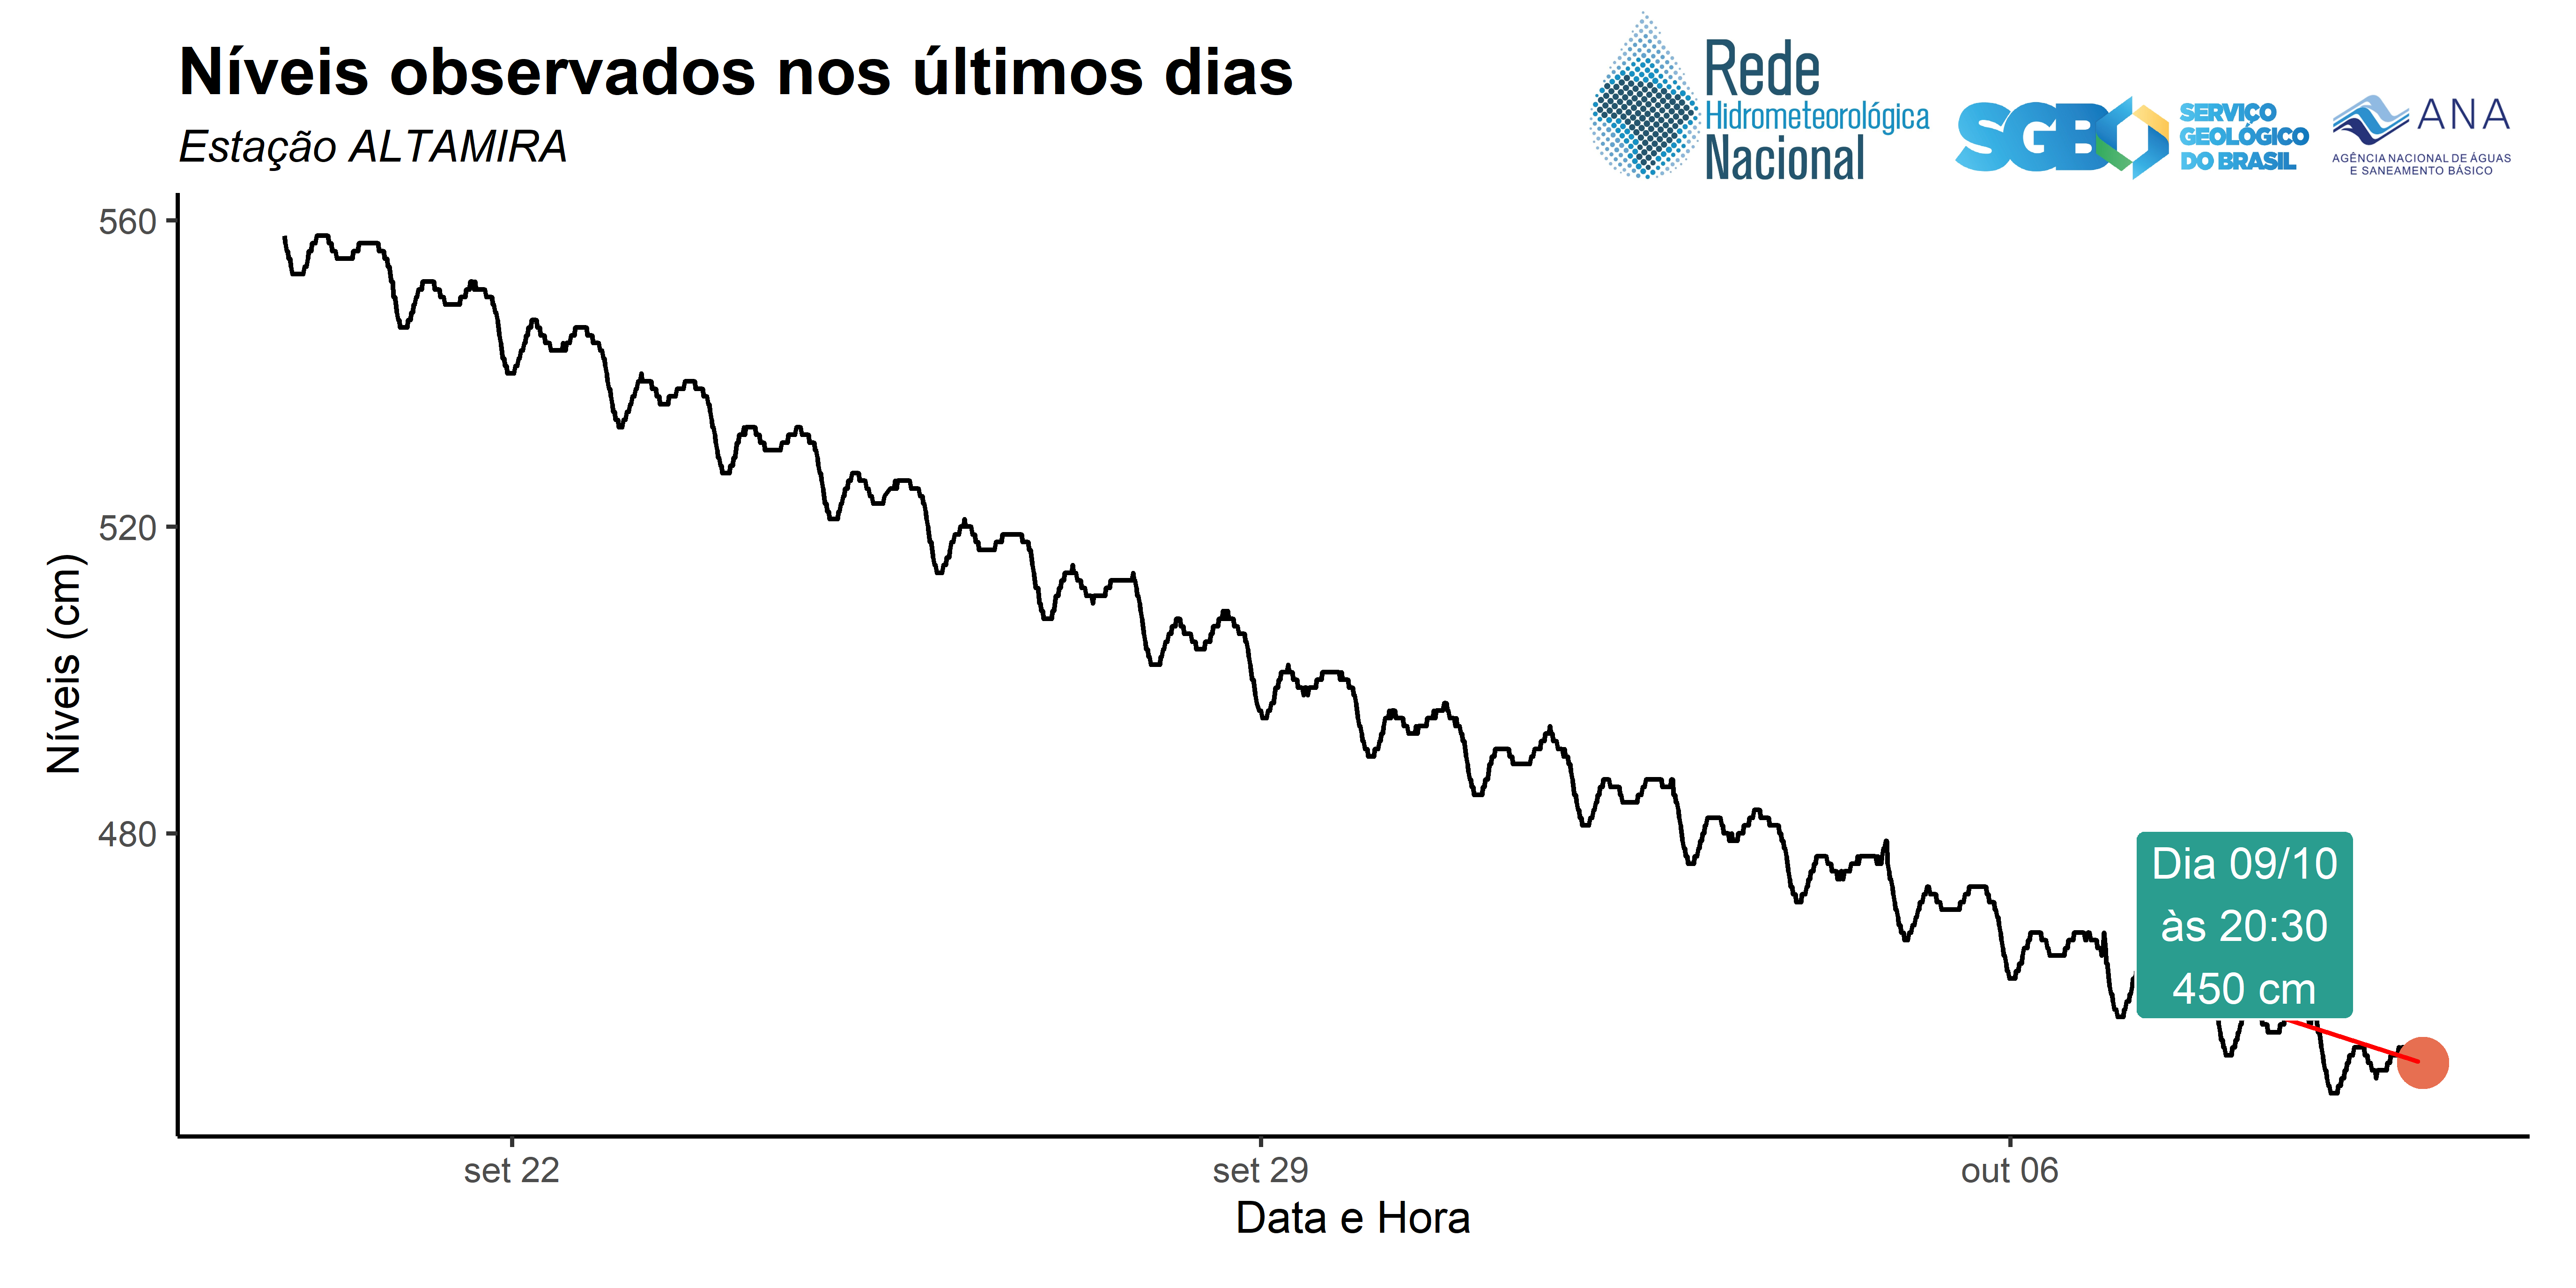 Níveis observados nos últimos dias
Estação ALTAMIRA
Rede
Hidrometeorológica
Nacional
SGB
SERVIÇO
GEOLÓGICO
DO BRASIL
ANA
AGÊNCIA NACIONAL DE ÁGUAS
E SANEAMENTO BÁSICO
560
520
480
Níveis (cm)
Dia 09/10
às 20:30
450 cm
set 22
set 29
out 06
Data e Hora